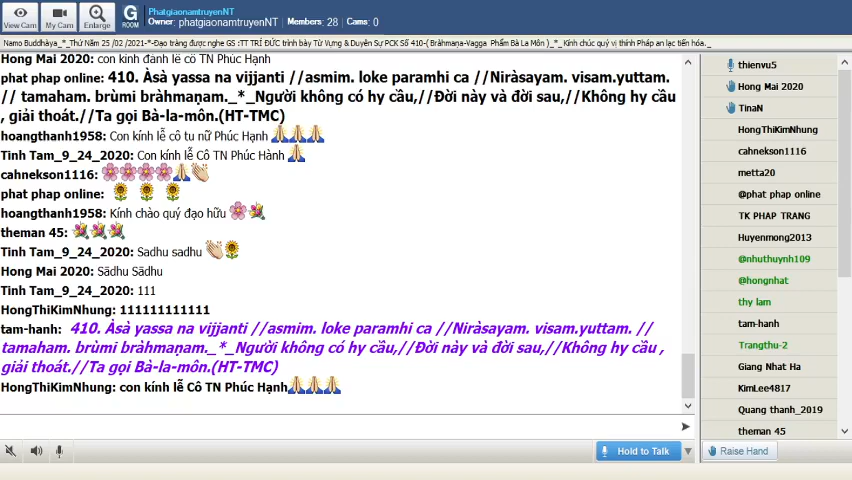 View Cam
My Cam
Enlarge
G
ROOM
PhatgiaonamtruyenNT
Owner: phatgiaonamtruyenNT | Members: 28 | Cams: 0
Namo Buddhàya_*_Thứ Năm 25 /02 /2021-*-Đạo tràng được nghe GS :TT TRÍ ĐỨC trình bày Từ Vựng & Duyên Sự PCK Số 410-( Bràhmaṇa-Vagga Phẩm Bà La Môn )_*_Kính chúc quý vị thính Pháp an lạc tiến hóa._
Hong Mai 2020: con kính đảnh lễ cô TN Phúc Hạnh
phat phap online: 410. Àsà yassa na vijjanti //asmim. loke paramhi ca //Niràsayam. visam.yuttam.
// tamaham. brùmi bràhmaṇam._*_Người không có hy cầu,//Đời này và đời sau,//Không hy cầu
, giải thoát.//Ta gọi Bà-la-môn.(HT-TMC)
hoangthanh1958: Con kính lễ cô tu nữ Phúc Hạnh
Tinh Tam_9_24_2020: Con kính lễ Cô TN Phúc Hành
cahnekson1116:
phat phap online:
hoangthanh1958: Kính chào quý đạo hữu
theman 45:
Tinh Tam_9_24_2020: Sadhu sadhu
Hong Mai 2020: Sādhu Sādhu
Tinh Tam_9_24_2020: 111
HongThiKimNhung: 111111111111
tam-hanh: 410. Àsà yassa na vijjanti //asmim. loke paramhi ca //Niràsayam. visam.yuttam. //
tamaham. brùmi bràhmaṇam._*_Người không có hy cầu,//Đời này và đời sau,//Không hy cầu ,
giải thoát.//Ta gọi Bà-la-môn.(HT-TMC)
HongThiKimNhung: con kính lễ Cô TN Phúc Hạnh
Hold to Talk
thienvu5
Hong Mai 2020
TinaN
HongThiKimNhung
cahnekson1116
metta20
@phat phap online
TK PHAP TRANG
Huyenmong2013
@nhuthuynh109
@hongnhat
thy lam
tam-hanh
Trangthu-2
Giang Nhat Ha
KimLee4817
Quang thanh_2019
theman 45
Raise Hand